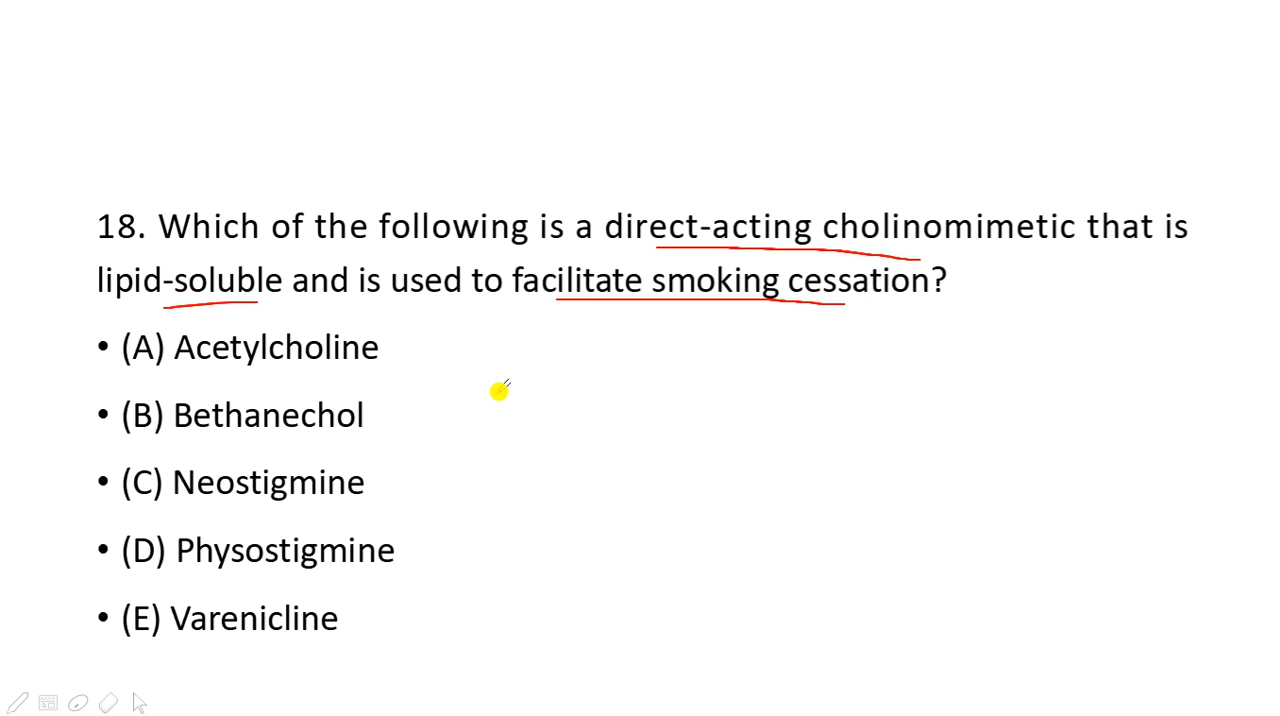 18. Which of the following is a direct-acting cholinomimetic that is
lipid-soluble and is used to facilitate smoking cessation?
• (A) Acetylcholine
• (B) Bethanechol
• (C) Neostigmine
• (D) Physostigmine
• (E) Varenicline